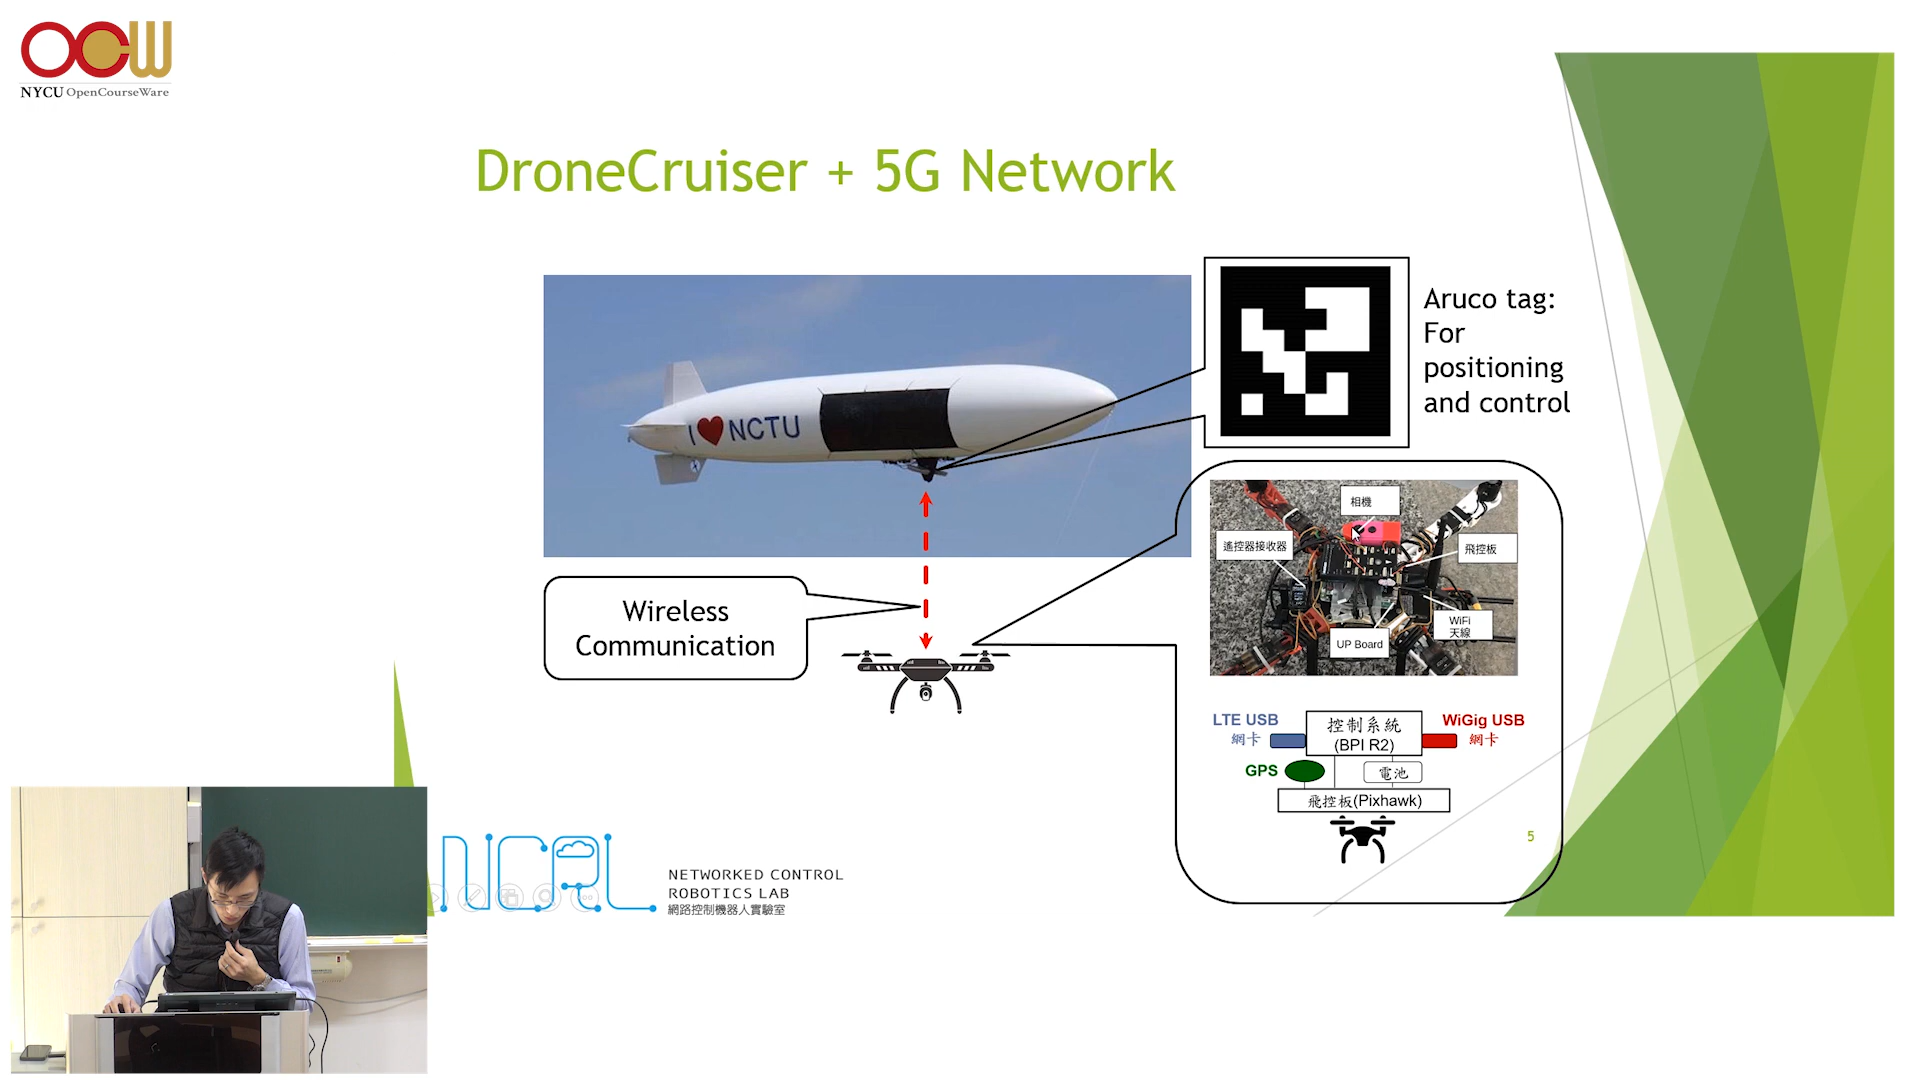 OCW
NYCU OpenCourseWare
DroneCruiser + 5G Network
I ❤ NCTU
Aruco tag:
For
positioning
and control
Wireless
Communication
相機
遙控器接收器
飛控板
WiFi
天線
UP Board
LTE USB
網卡
控制系統
(BPI R2)
WiGig USB
網卡
GPS
電池
飛控板(Pixhawk)
5
NCRL
NETWORKED CONTROL
ROBOTICS LAB
網路控制機器人實驗室